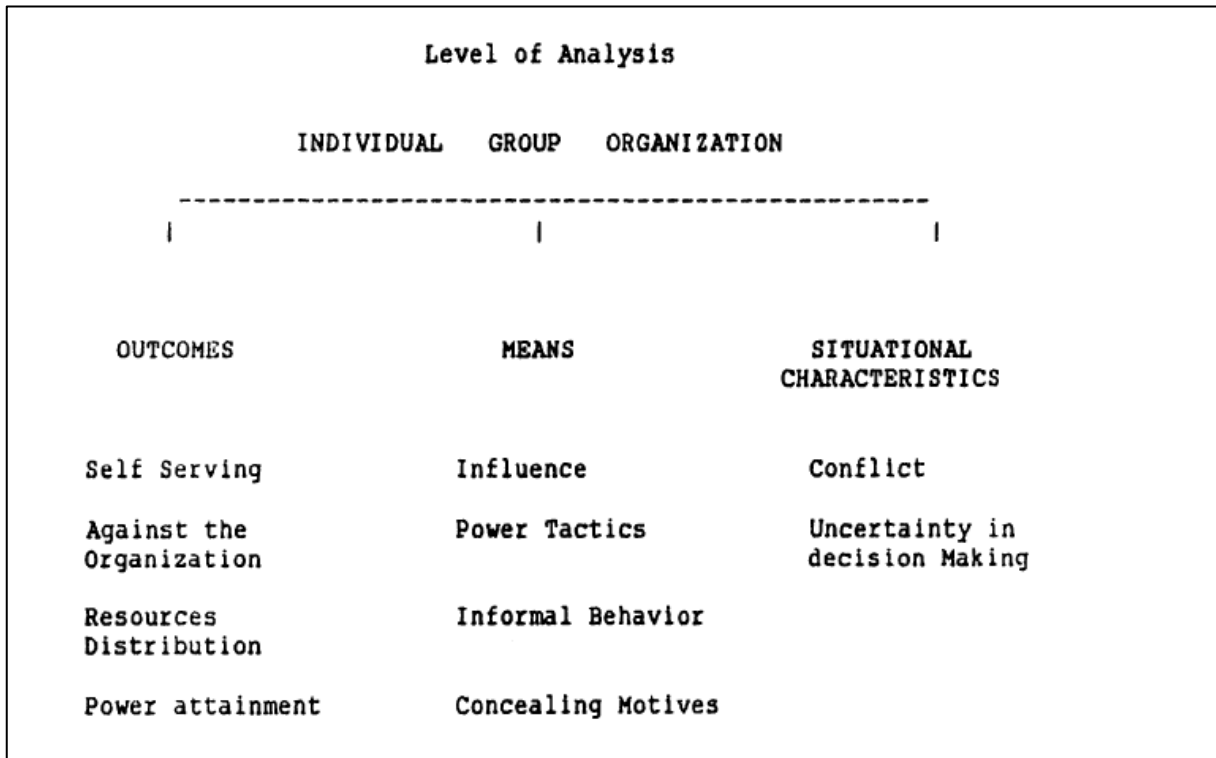 Level of Analysis
INDIVIDUAL GROUP ORGANIZATION
OUTCOMES
MEANS
SITUATIONAL
CHARACTERISTICS
Self Serving
Against the
Organization
Resources
Distribution
Power attainment
Influence
Power Tactics
Informal Behavior
Concealing Motives
Conflict
Uncertainty in
decision Making